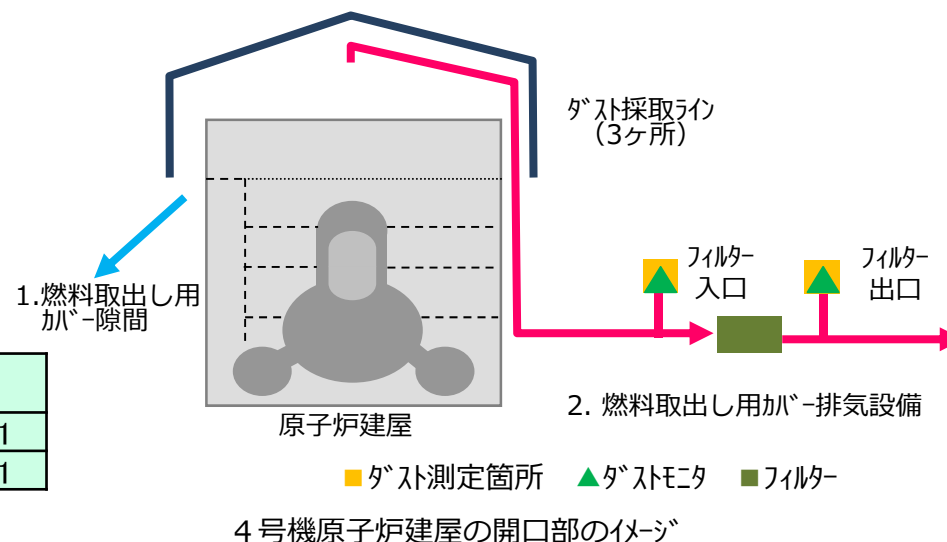 ﾀﾞｽﾄ採取ﾗｲﾝ
（3ヶ所）
ﾌｨﾙﾀｰ
入口
ﾌｨﾙﾀｰ
出口
1.燃料取出し用
ｶﾊﾞｰ隙間
1
1
原子炉建屋
2. 燃料取出し用ｶﾊﾞｰ排気設備
ﾀﾞｽﾄ測定箇所 ﾀﾞｽﾄﾓﾆﾀ ﾌｨﾙﾀｰ
４号機原子炉建屋の開口部のｲﾒｰｼﾞ